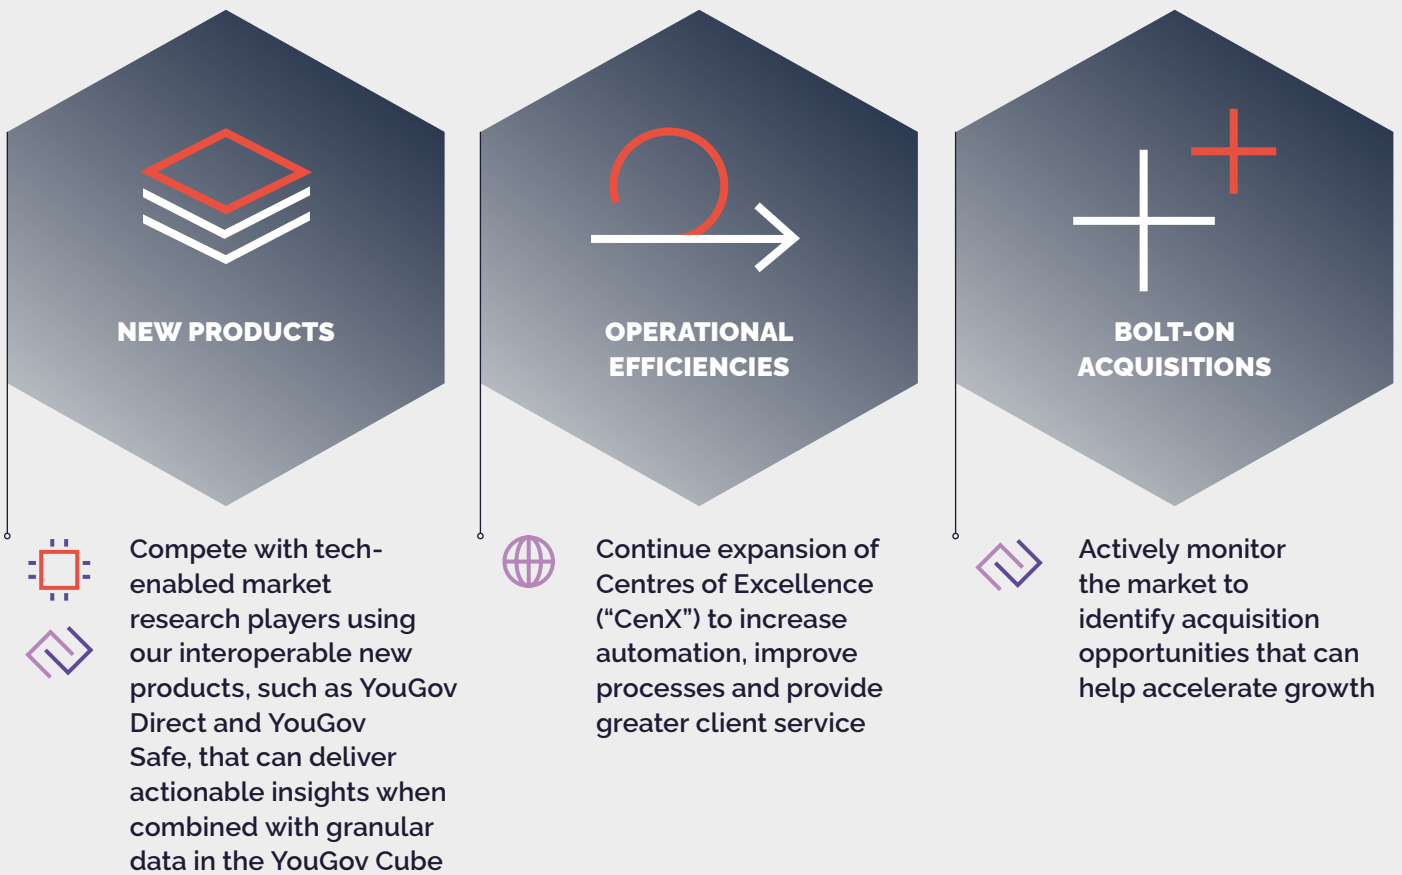 NEW PRODUCTS
Compete with tech-
enabled market
research players using
our interoperable new
products, such as YouGov
Direct and YouGov
Safe, that can deliver
actionable insights when
combined with granular
data in the YouGov Cube
OPERATIONAL
EFFICIENCIES
Continue expansion of
Centres of Excellence
(“CenX”) to increase
automation, improve
processes and provide
greater client service
BOLT-ON
ACQUISITIONS
Actively monitor
the market to
identify acquisition
opportunities that can
help accelerate growth